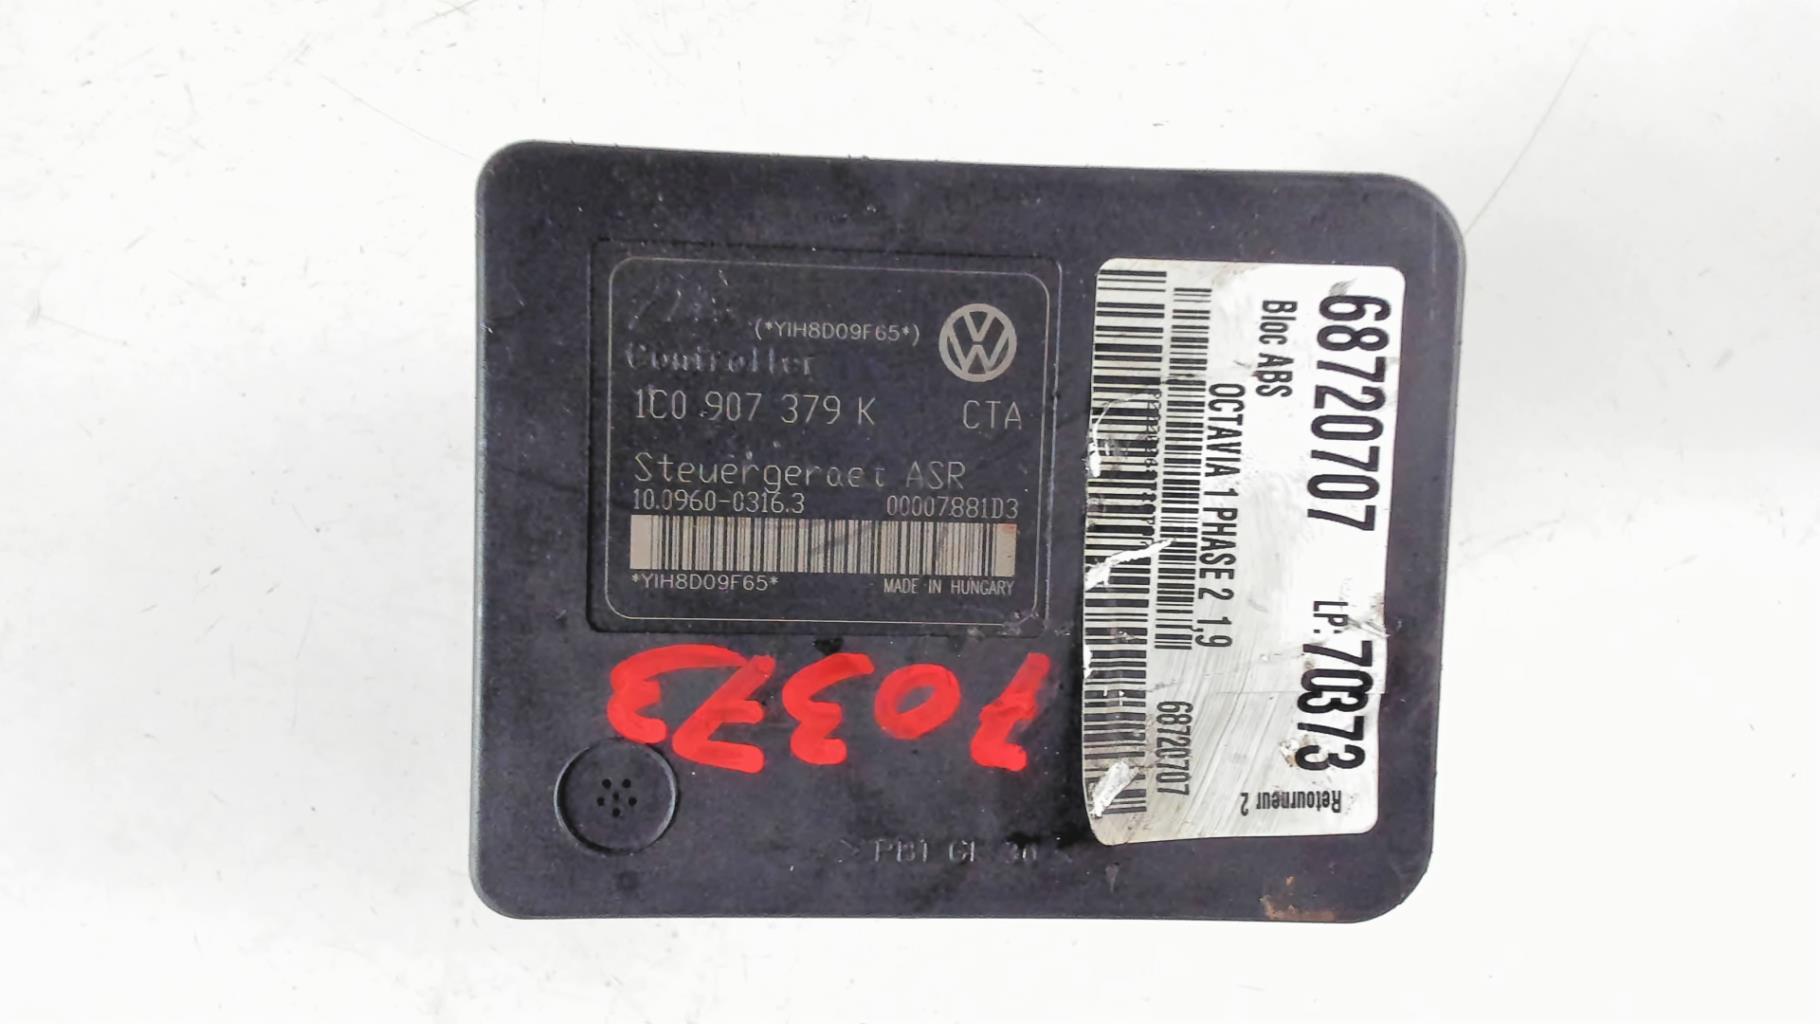 (*YIH8D09F65*)
Controller
1C0 907 379 K CTA
Steuergeraet ASR
10.0960-0316.3 00007881D3
*YIH8D09F65* MADE IN HUNGARY
70373
68720707 LP: 70373
Bloc ABS
Retourneur 2
OCTAVIA 1 PHASE 2 1,9
68720707